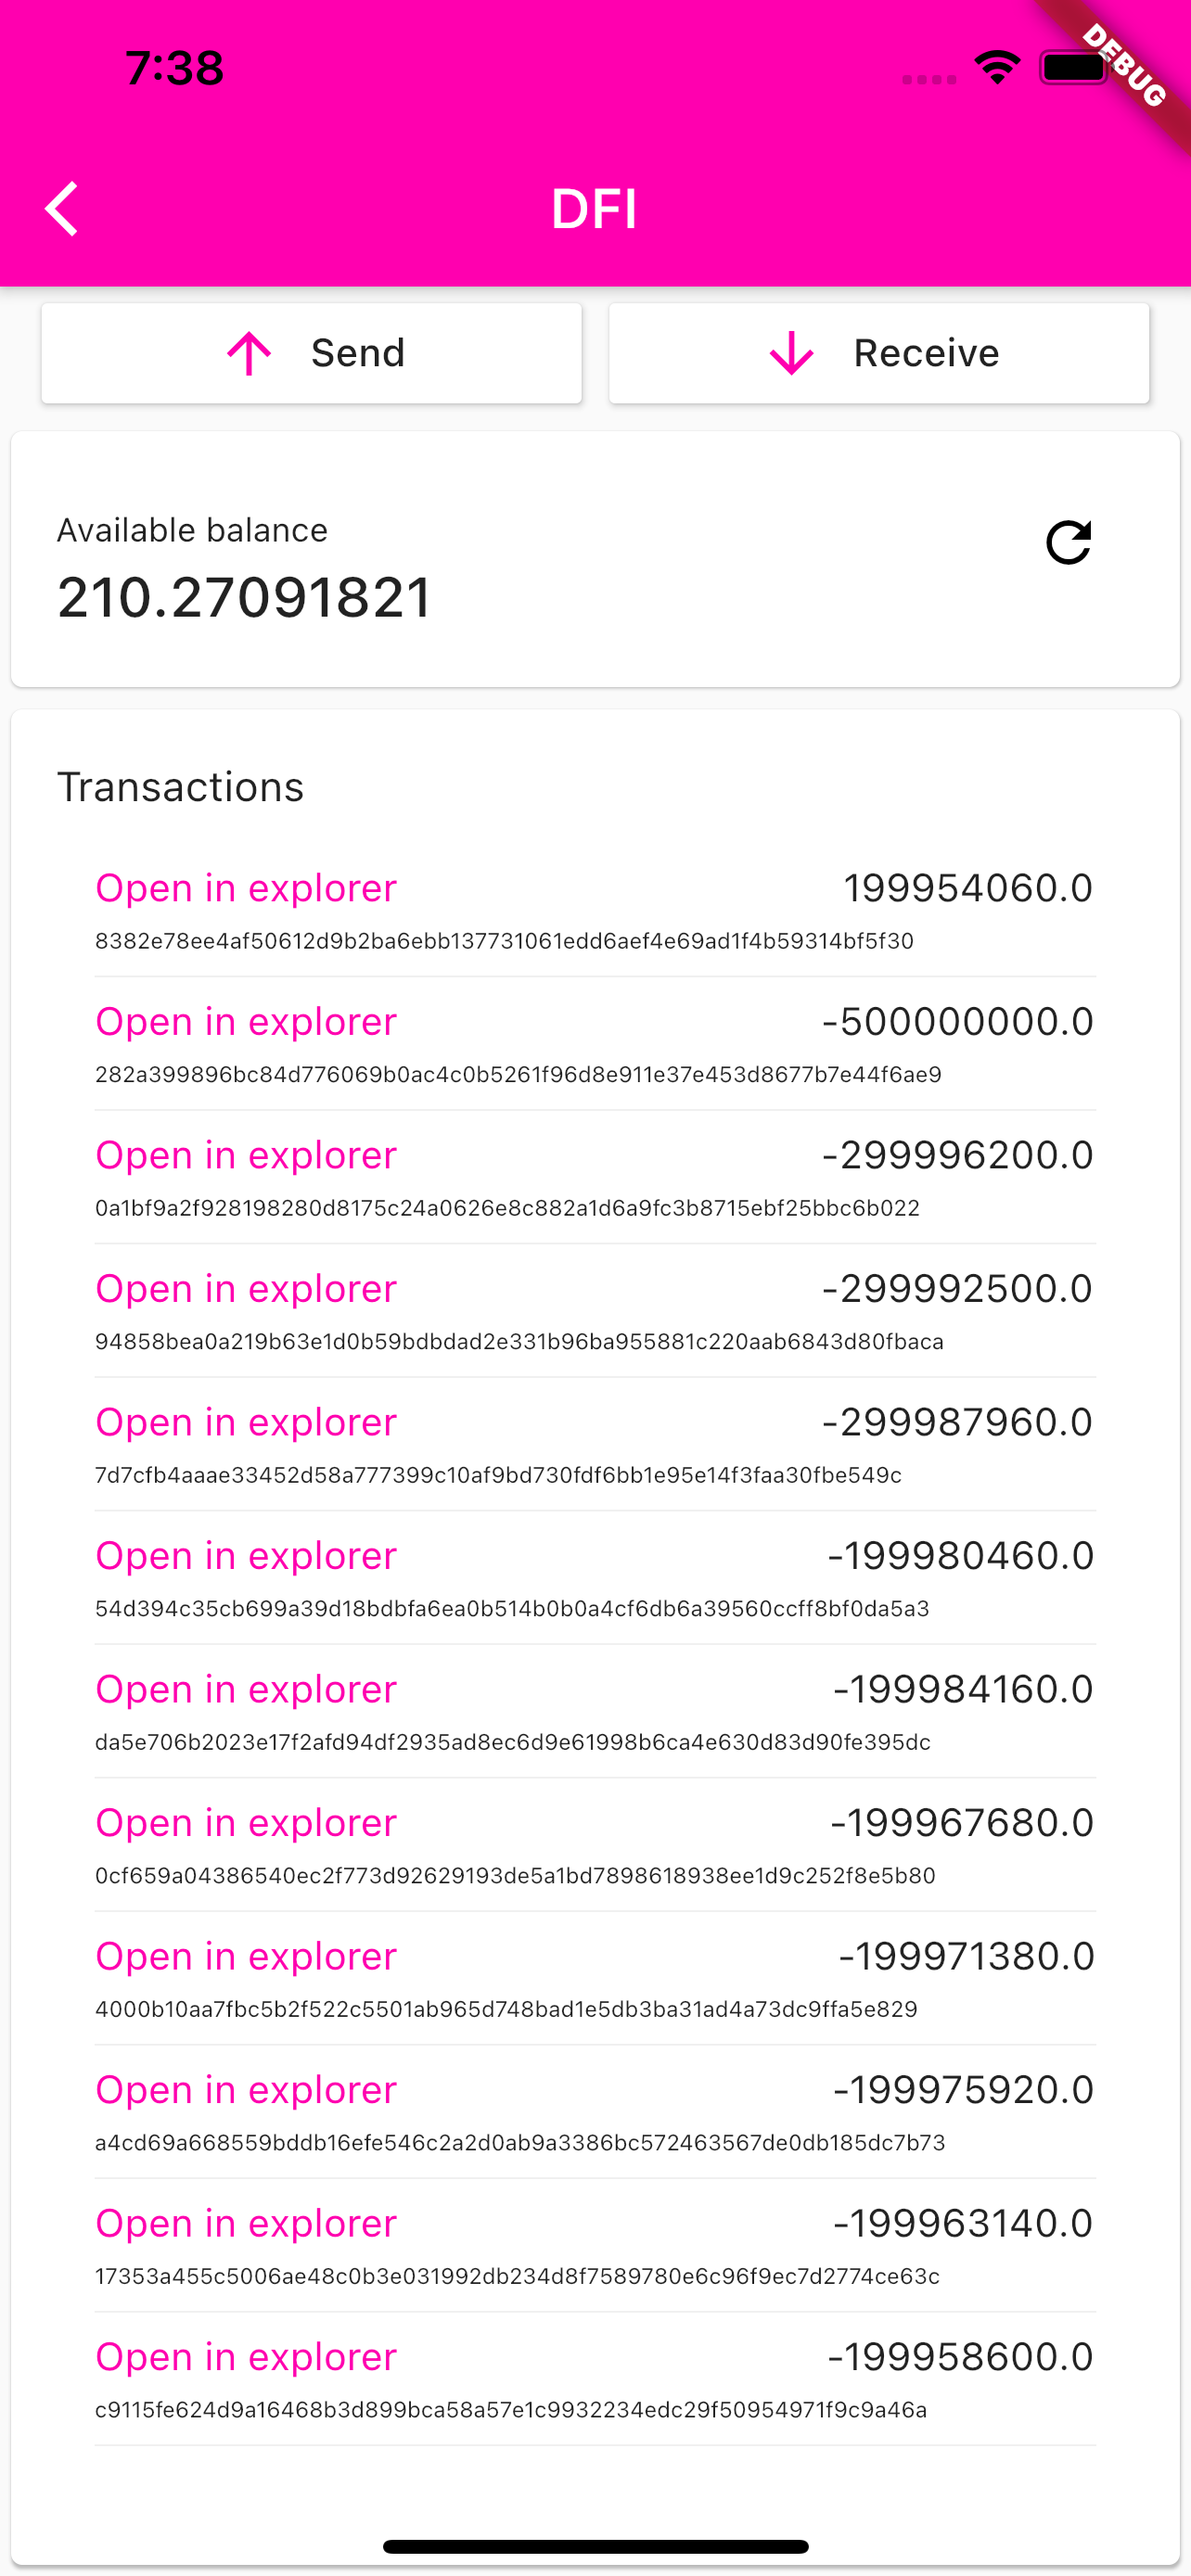 7:38
DEBUG
DFI
Send
Receive
Available balance
210.27091821
Transactions
Open in explorer 199954060.0
8382e78ee4af50612d9b2ba6ebb137731061edd6aef4e69ad1f4b59314bf5f30
Open in explorer -500000000.0
282a399896bc84d776069b0ac4c0b5261f96d8e911e37e453d8677b7e44f6ae9
Open in explorer -299996200.0
0a1bf9a2f928198280d8175c24a0626e8c882a1d6a9fc3b8715ebf25bbc6b022
Open in explorer -299992500.0
94858bea0a219b63e1d0b59bdbdad2e331b96ba955881c220aab6843d80fbaca
Open in explorer -299987960.0
7d7cfb4aaae33452d58a777399c10af9bd730fdf6bb1e95e14f3faa30fbe549c
Open in explorer -199980460.0
54d394c35cb699a39d18bdbfa6ea0b514b0b0a4cf6db6a39560ccff8bf0da5a3
Open in explorer -199984160.0
da5e706b2023e17f2afd94df2935ad8ec6d9e61998b6ca4e630d83d90fe395dc
Open in explorer -199967680.0
0cf659a04386540ec2f773d92629193de5a1bd7898618938ee1d9c252f8e5b80
Open in explorer -199971380.0
4000b10aa7fbc5b2f522c5501ab965d748bad1e5db3ba31ad4a73dc9ffa5e829
Open in explorer -199975920.0
a4cd69a668559bddb16efe546c2a2d0ab9a3386bc572463567de0db185dc7b73
Open in explorer -199963140.0
17353a455c5006ae48c0b3e031992db234d8f7589780e6c96f9ec7d2774ce63c
Open in explorer -199958600.0
c9115fe624d9a16468b3d899bca58a57e1c9932234edc29f50954971f9c9a46a